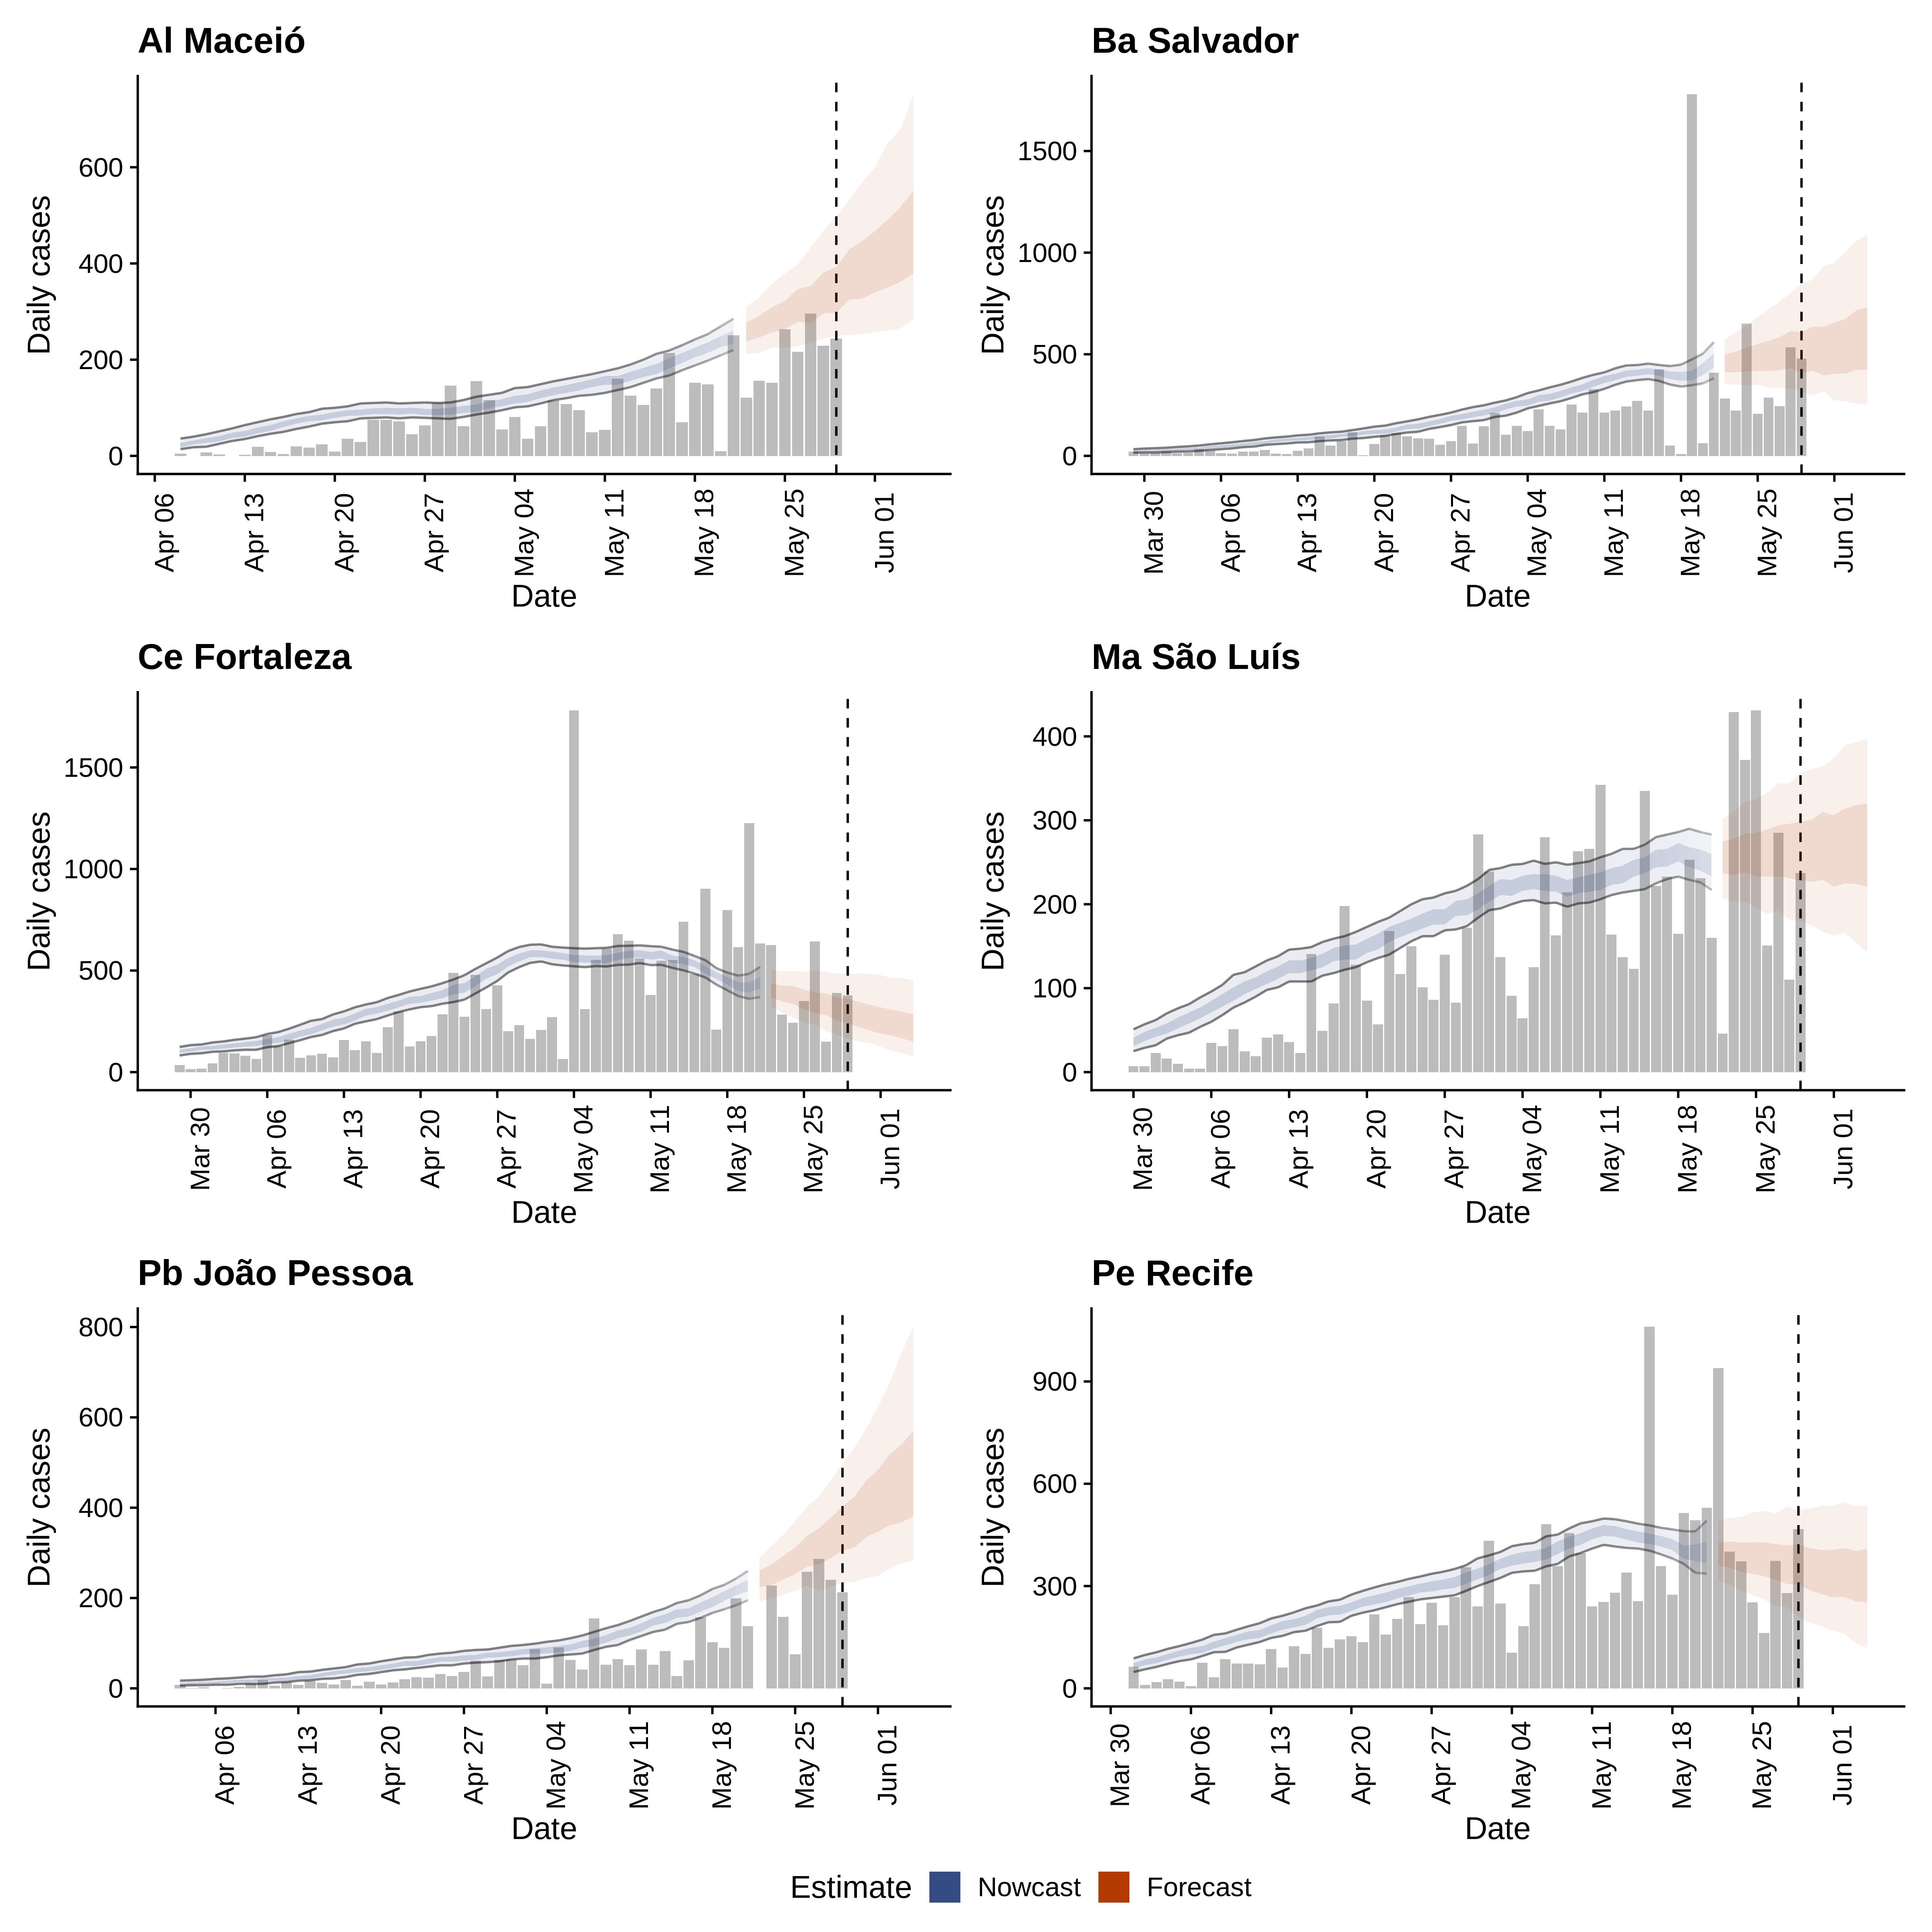 Al Maceió
Daily cases
600
400
200
0
Apr 06
Apr 13
Apr 20
Apr 27
May 04
May 11
May 18
May 25
Jun 01
Date
Ba Salvador
Daily cases
1500
1000
500
0
Mar 30
Apr 06
Apr 13
Apr 20
Apr 27
May 04
May 11
May 18
May 25
Jun 01
Date
Ce Fortaleza
Daily cases
1500
1000
500
0
Mar 30
Apr 06
Apr 13
Apr 20
Apr 27
May 04
May 11
May 18
May 25
Jun 01
Date
Ma São Luís
Daily cases
400
300
200
100
0
Mar 30
Apr 06
Apr 13
Apr 20
Apr 27
May 04
May 11
May 18
May 25
Jun 01
Date
Pb João Pessoa
Daily cases
800
600
400
200
0
Apr 06
Apr 13
Apr 20
Apr 27
May 04
May 11
May 18
May 25
Jun 01
Date
Pe Recife
Daily cases
900
600
300
0
Mar 30
Apr 06
Apr 13
Apr 20
Apr 27
May 04
May 11
May 18
May 25
Jun 01
Date
Estimate Nowcast Forecast